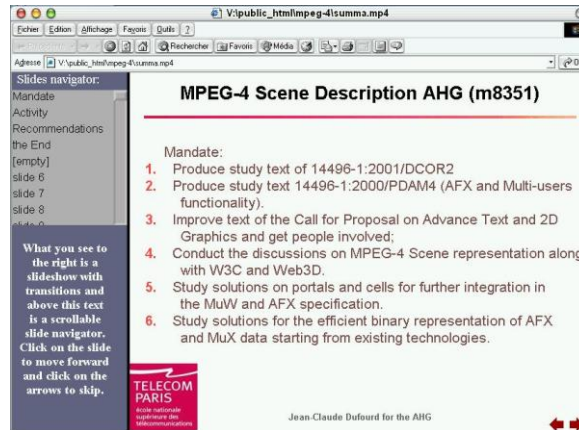 V:\public_html\mpeg-4\summa.mp4
Fichier Edition Affichage Favoris Outils ?
Rechercher Favoris Média
Adresse V:\public_html\mpeg-4\summa.mp4
Slides navigator:
Mandate
Activity
Recommendations
the End
[empty]
slide 6
slide 7
slide 8
What you see to
the right is a
slideshow with
transitions and
above this text
is a scrollable
slide navigator.
Click on the slide
to move forward
and click on the
arrows to skip.
MPEG-4 Scene Description AHG (m8351)
Mandate:
1. Produce study text of 14496-1:2001/DCOR2
2. Produce study text 14496-1:2000/PDAM4 (AFX and Multi-users
functionality).
3. Improve text of the Call for Proposal on Advance Text and 2D
Graphics and get people involved;
4. Conduct the discussions on MPEG-4 Scene representation along
with W3C and Web3D.
5. Study solutions on portals and cells for further integration in
the MuW and AFX specification.
6. Study solutions for the efficient binary representation of AFX
and MuX data starting from existing technologies.
TELECOM
PARIS
école nationale
supérieure des
télécommunications
Jean-Claude Dufourd for the AHG